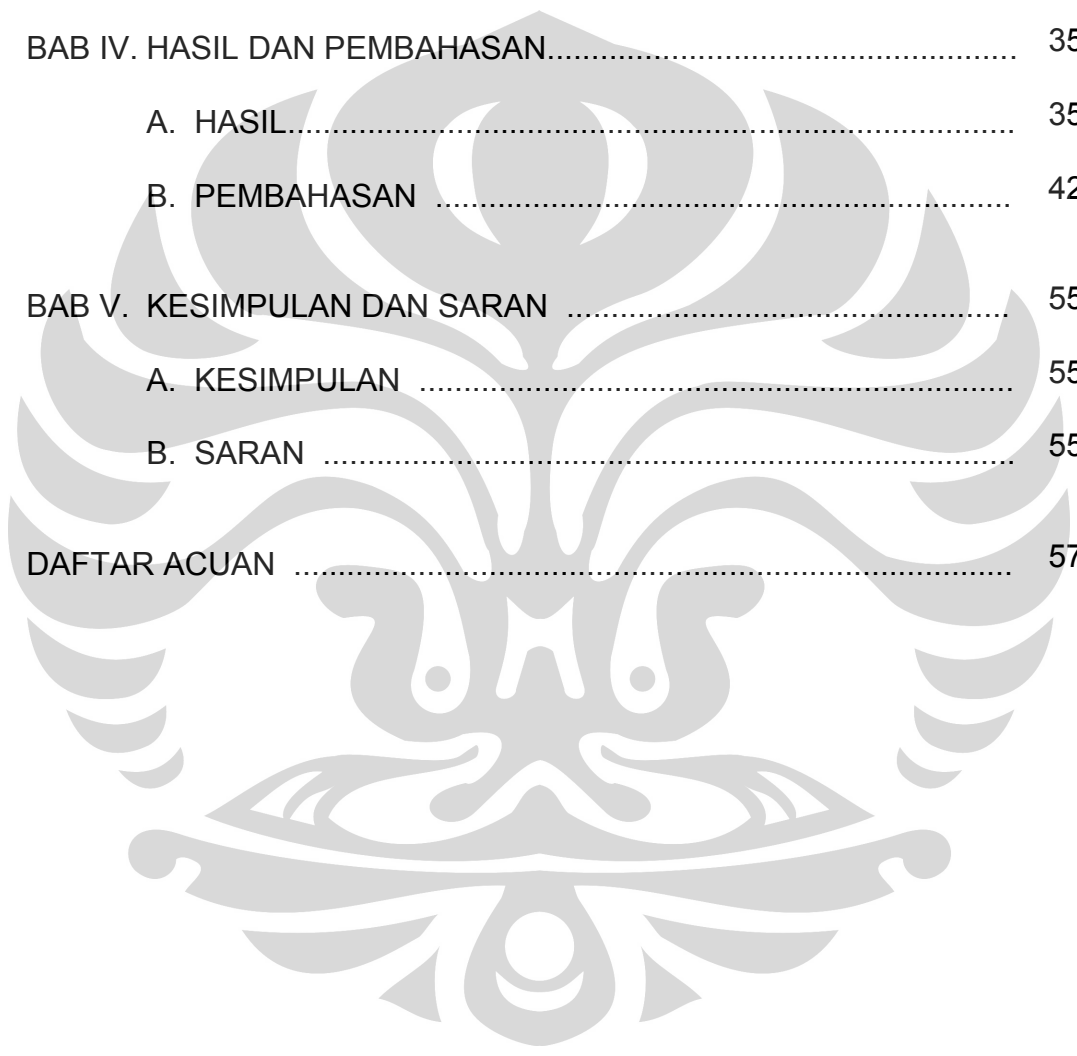 BAB IV. HASIL DAN PEMBAHASAN..................................................... 35
A. HASIL.................................................................................. 35
B. PEMBAHASAN ................................................................. 42
BAB V. KESIMPULAN DAN SARAN .................................................. 55
A. KESIMPULAN ................................................................... 55
B. SARAN .............................................................................. 55
DAFTAR ACUAN ................................................................................. 57